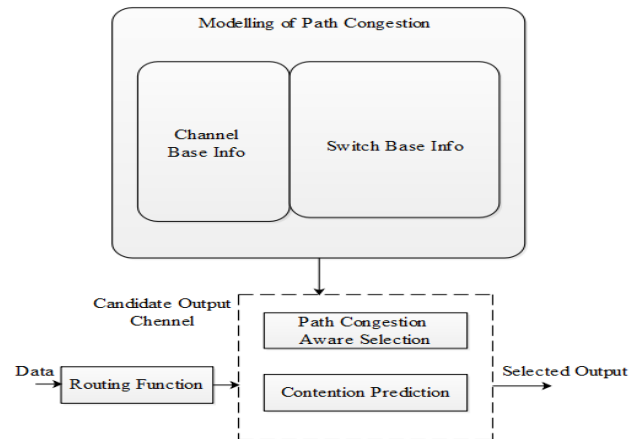 Modelling of Path Congestion
Channel
Base Info
Switch Base Info
Candidate Output
Chennel
Path Congestion
Aware Selection
Data
Routing Function
Contention Prediction
Selected Output